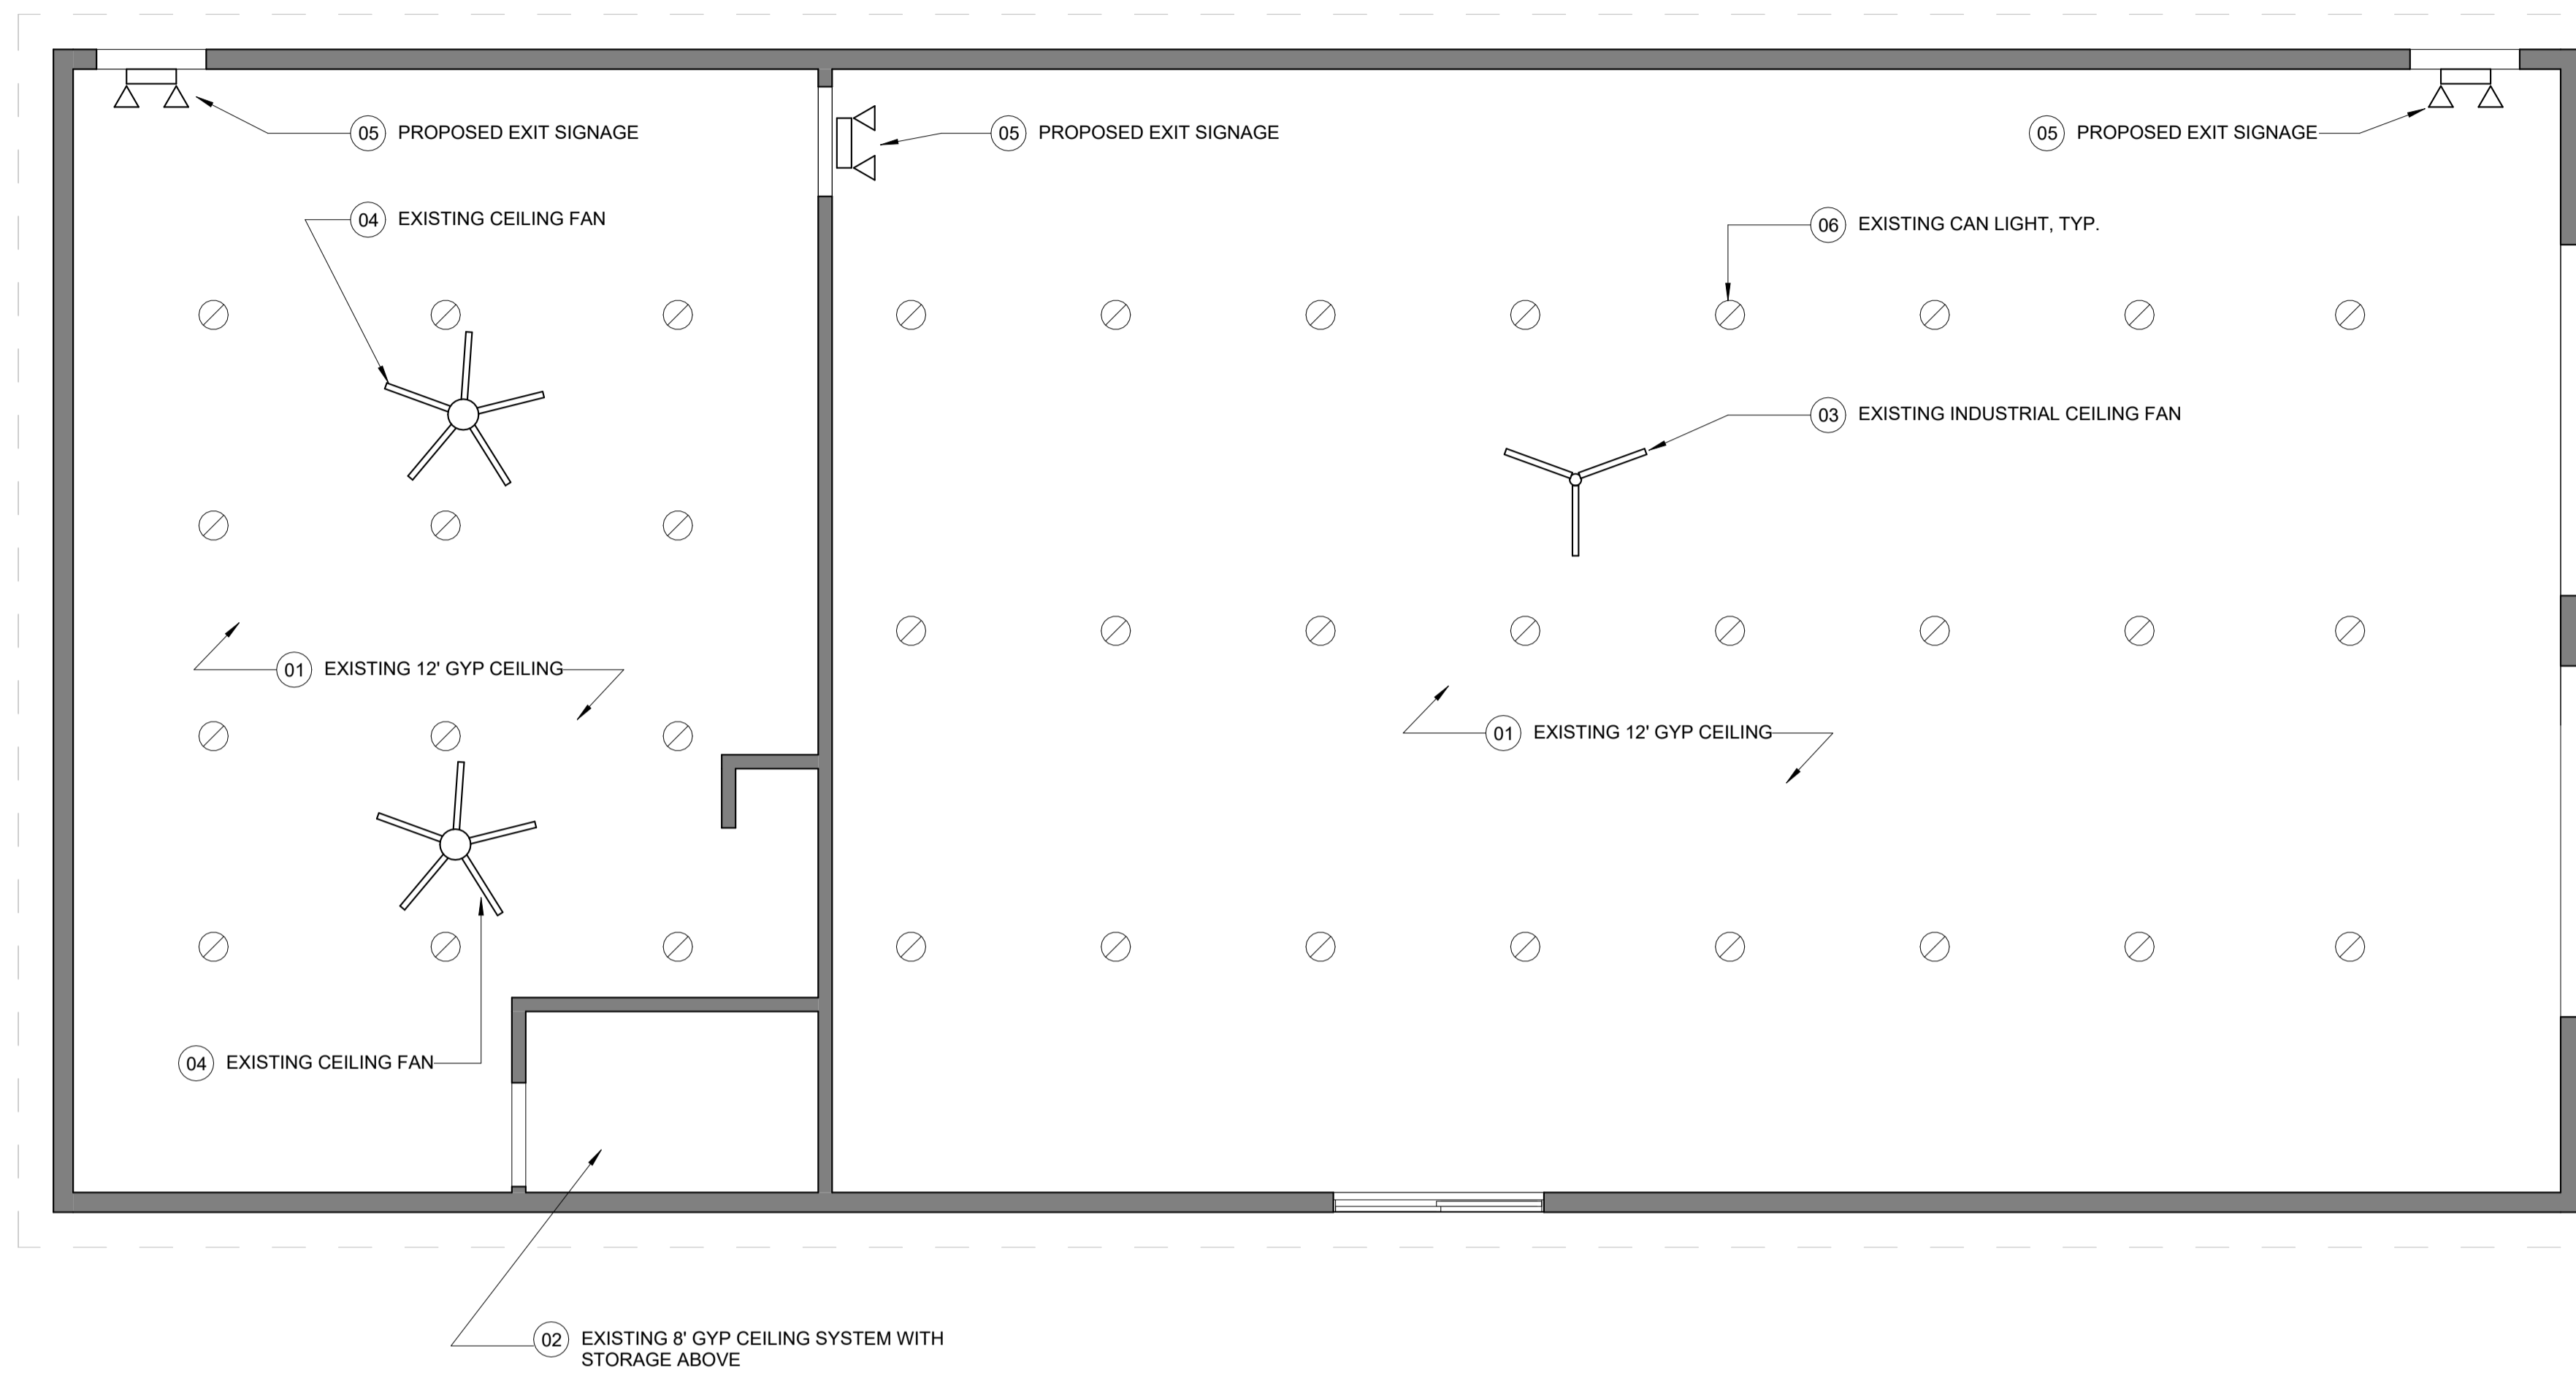 05 PROPOSED EXIT SIGNAGE
05 PROPOSED EXIT SIGNAGE
05 PROPOSED EXIT SIGNAGE
04 EXISTING CEILING FAN
06 EXISTING CAN LIGHT, TYP.
03 EXISTING INDUSTRIAL CEILING FAN
01 EXISTING 12' GYP CEILING
01 EXISTING 12' GYP CEILING
04 EXISTING CEILING FAN
02 EXISTING 8' GYP CEILING SYSTEM WITH
STORAGE ABOVE